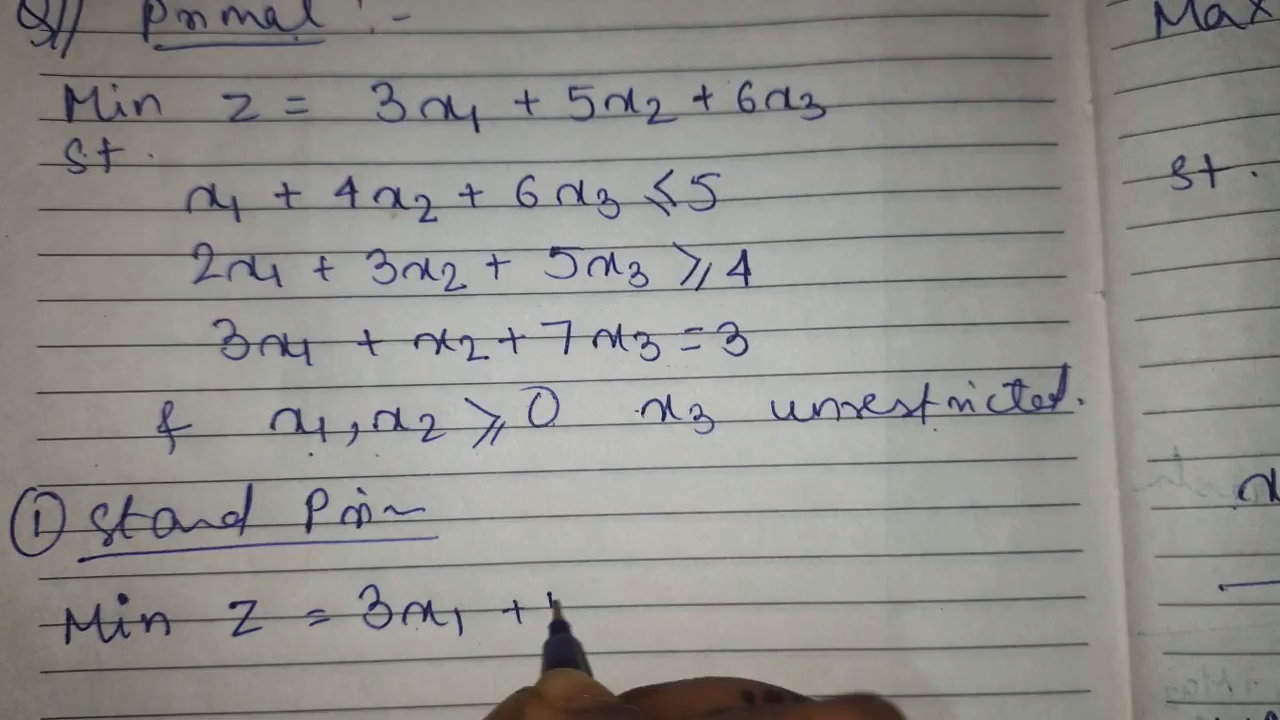 Q// Primal :-
Min Z = 3x₁ + 5x₂ + 6x₃
St.
x₁ + 4x₂ + 6x₃ ⩽ 5
2x₁ + 3x₂ + 5x₃ ⩾ 4
3x₁ + x₂ + 7x₃ = 3
& x₁, x₂ ⩾ 0 x₃ unrestricted.
① Stand Prim
Min Z = 3x₁ +
Max
St.
x